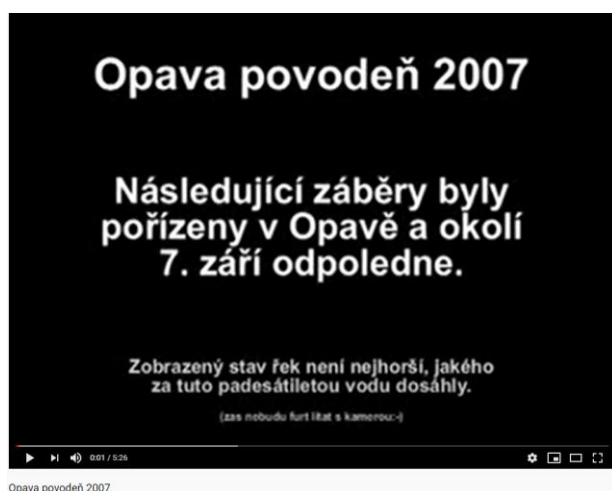 Opava povodeň 2007
Následující záběry byly
pořízeny v Opavě a okolí
7. září odpoledne.
Zobrazený stav řek není nejhorší, jakého
za tuto padesátiletou vodu dosáhly.
(zas nebudu furt lítat s kamerou:-)
0:01 / 5:26
Opava povodeň 2007